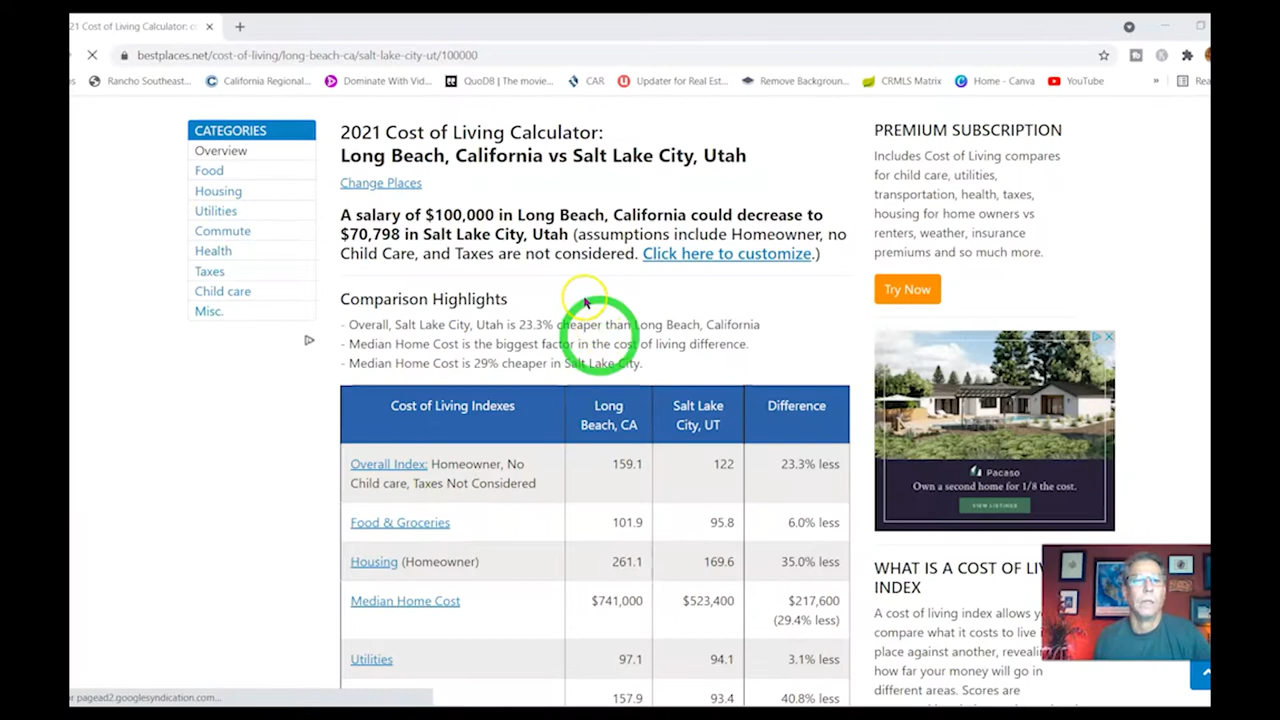 2021 Cost of Living Calculator: c
bestplaces.net/cost-of-living/long-beach-ca/salt-lake-city-ut/100000
Rancho Southeast...
California Regional...
Dominate With Vid...
QuoDB | The movie...
CAR
Updater for Real Est...
Remove Backgroun...
CRMLS Matrix
Home - Canva
YouTube
»
Rea
CATEGORIES
Overview
Food
Housing
Utilities
Commute
Health
Taxes
Child care
Misc.
2021 Cost of Living Calculator:
Long Beach, California vs Salt Lake City, Utah
Change Places
A salary of $100,000 in Long Beach, California could decrease to
$70,798 in Salt Lake City, Utah (assumptions include Homeowner, no
Child Care, and Taxes are not considered. Click here to customize.)
Comparison Highlights
- Overall, Salt Lake City, Utah is 23.3% cheaper than Long Beach, California
- Median Home Cost is the biggest factor in the cost of living difference.
- Median Home Cost is 29% cheaper in Salt Lake City.
Cost of Living Indexes Long Beach, CA Salt Lake City, UT Difference
Overall Index: Homeowner, No 159.1 122 23.3% less
Child care, Taxes Not Considered
Food & Groceries 101.9 95.8 6.0% less
Housing (Homeowner) 261.1 169.6 35.0% less
Median Home Cost $741,000 $523,400 $217,600
(29.4% less)
Utilities 97.1 94.1 3.1% less
157.9 93.4 40.8% less
PREMIUM SUBSCRIPTION
Includes Cost of Living compares
for child care, utilities,
transportation, health, taxes,
housing for home owners vs
renters, weather, insurance
premiums and so much more.
Try Now
Pacaso
Own a second home for 1/8 the cost.
VIEW LISTINGS
WHAT IS A COST OF LIV
INDEX
A cost of living index allows y
compare what it costs to live i
place against another, reveali
how far your money will go in
different areas. Scores are
or pagead2.googlesyndication.com...